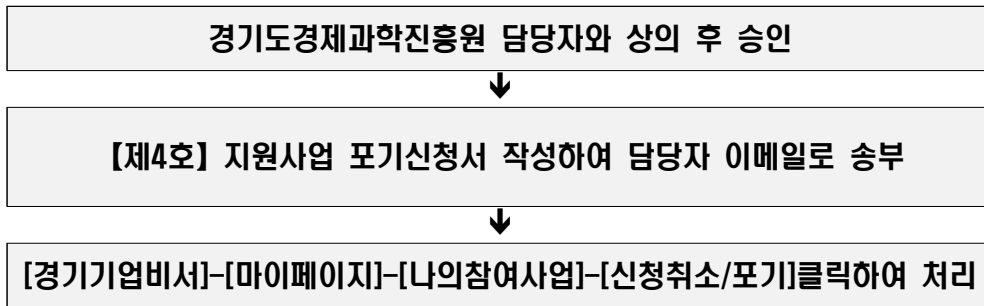 경기도경제과학진흥원 담당자와 상의 후 승인
【제4호】 지원사업 포기신청서 작성하여 담당자 이메일로 송부
[경기기업비서]-[마이페이지]-[나의참여사업]-[신청취소/포기]클릭하여 처리